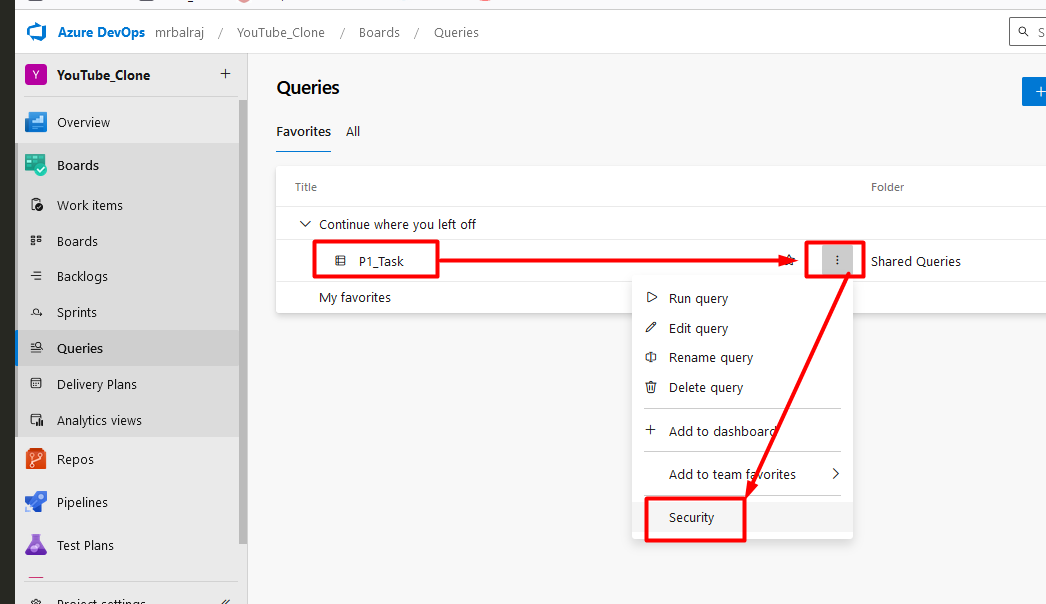 Azure DevOps mrbalraj / YouTube_Clone / Boards / Queries
Y YouTube_Clone +
Overview
Boards
Work items
Boards
Backlogs
Sprints
Queries
Delivery Plans
Analytics views
Repos
Pipelines
Test Plans
Project settings
Queries
Favorites All
Title Folder
Continue where you left off
P1_Task Shared Queries
My favorites
Run query
Edit query
Rename query
Delete query
Add to dashboard
Add to team favorites
Security